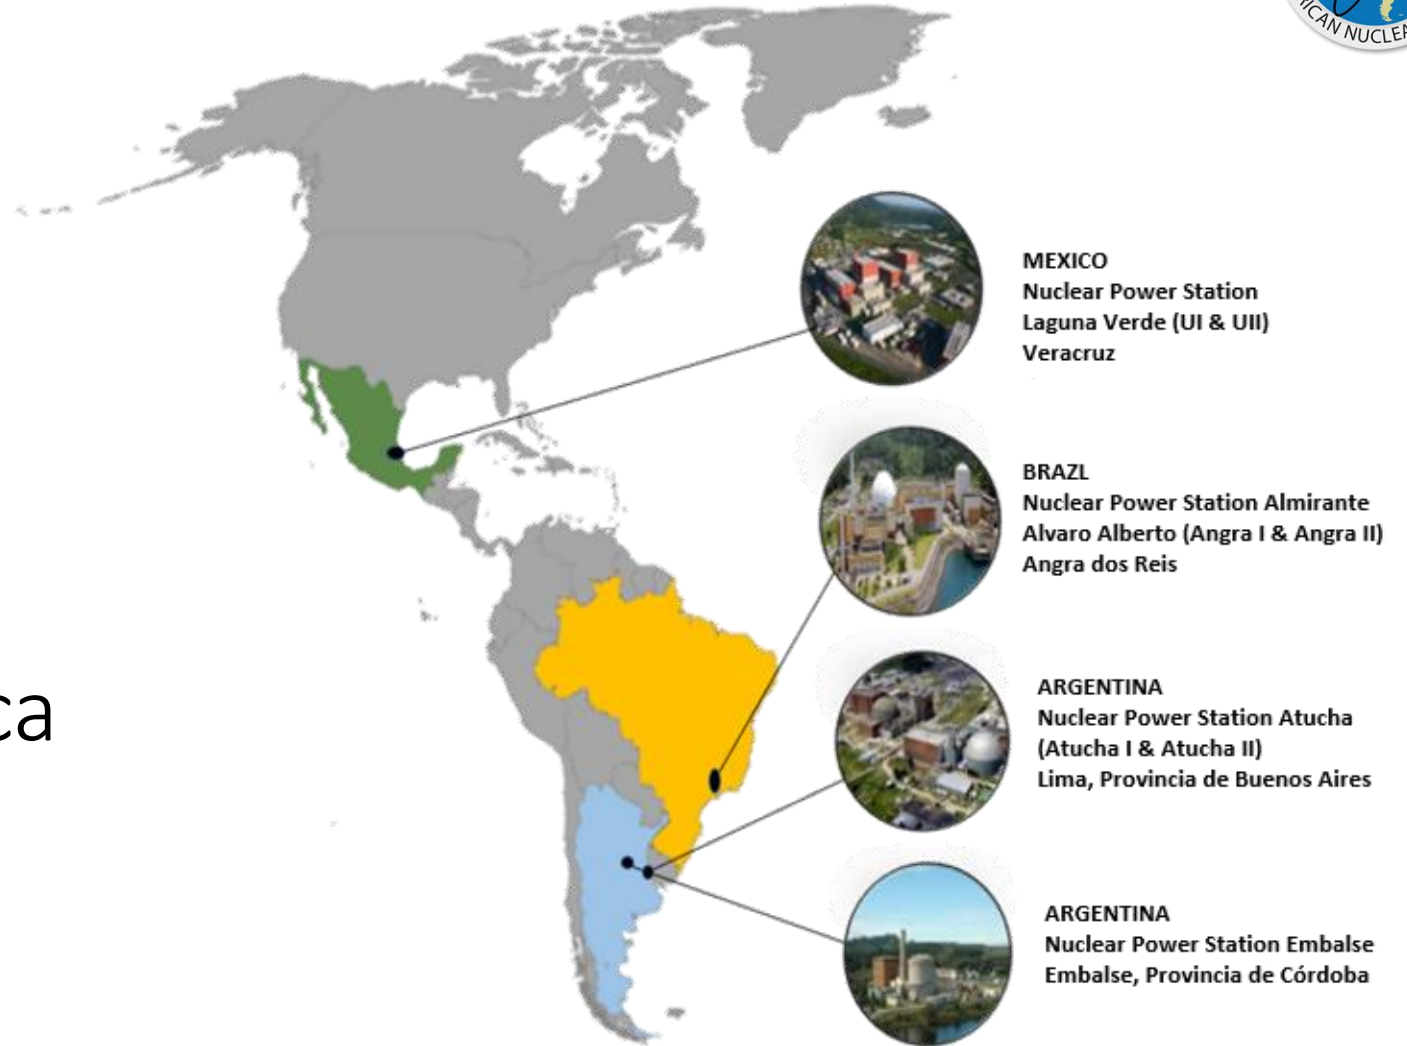 RICAN NUCLEA
MEXICO
Nuclear Power Station
Laguna Verde (UI & UII)
Veracruz
BRAZL
Nuclear Power Station Almirante
Alvaro Alberto (Angra I & Angra II)
Angra dos Reis
ca
ARGENTINA
Nuclear Power Station Atucha
(Atucha I & Atucha II)
Lima, Provincia de Buenos Aires
ARGENTINA
Nuclear Power Station Embalse
Embalse, Provincia de Córdoba